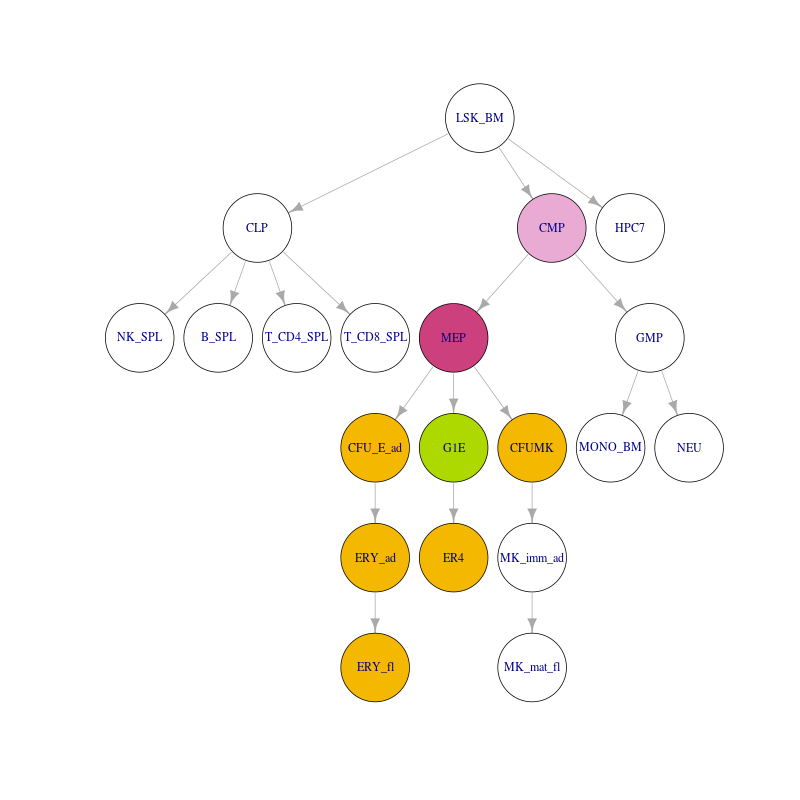 LSK_BM
CLP
CMP
HPC7
NK_SPL
B_SPL
T_CD4_SPL
T_CD8_SPL
MEP
GMP
CFU_E_ad
G1E
CFUMK
MONO_BM
NEU
ERY_ad
ER4
MK_imm_ad
ERY_fl
MK_mat_fl